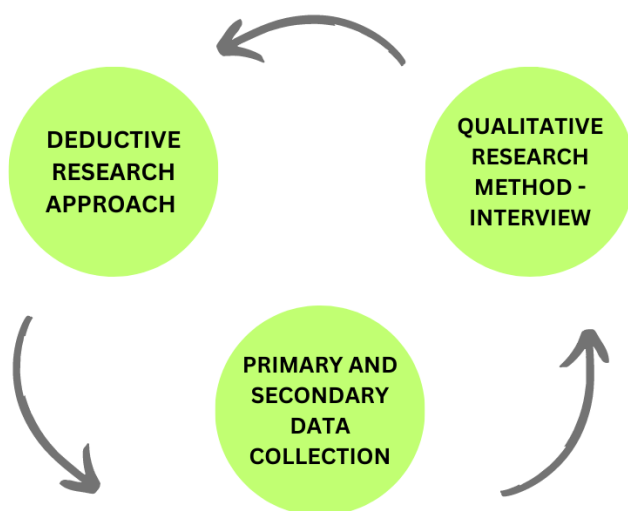 DEDUCTIVE
RESEARCH
APPROACH
QUALITATIVE
RESEARCH
METHOD -
INTERVIEW
PRIMARY AND
SECONDARY
DATA
COLLECTION